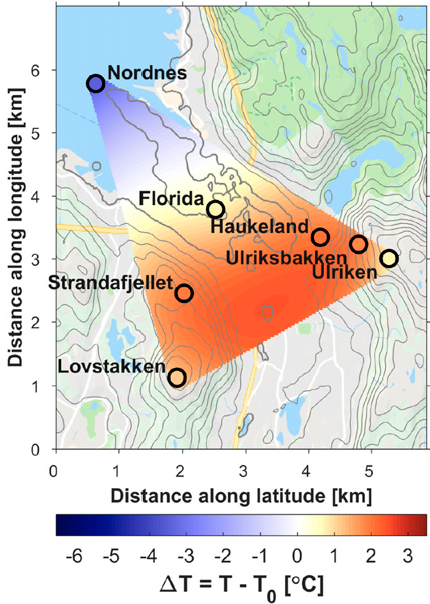 Distance along longitude [km]
6
5
4
3
2
1
0
Nordnes
Florida
Haukeland
Ulriksbakken
Ulriken
Strandafjellet
Lovstakken
0 1 2 3 4 5
Distance along latitude [km]
-6 -5 -4 -3 -2 -1 0 1 2 3
ΔT = T - T₀ [°C]